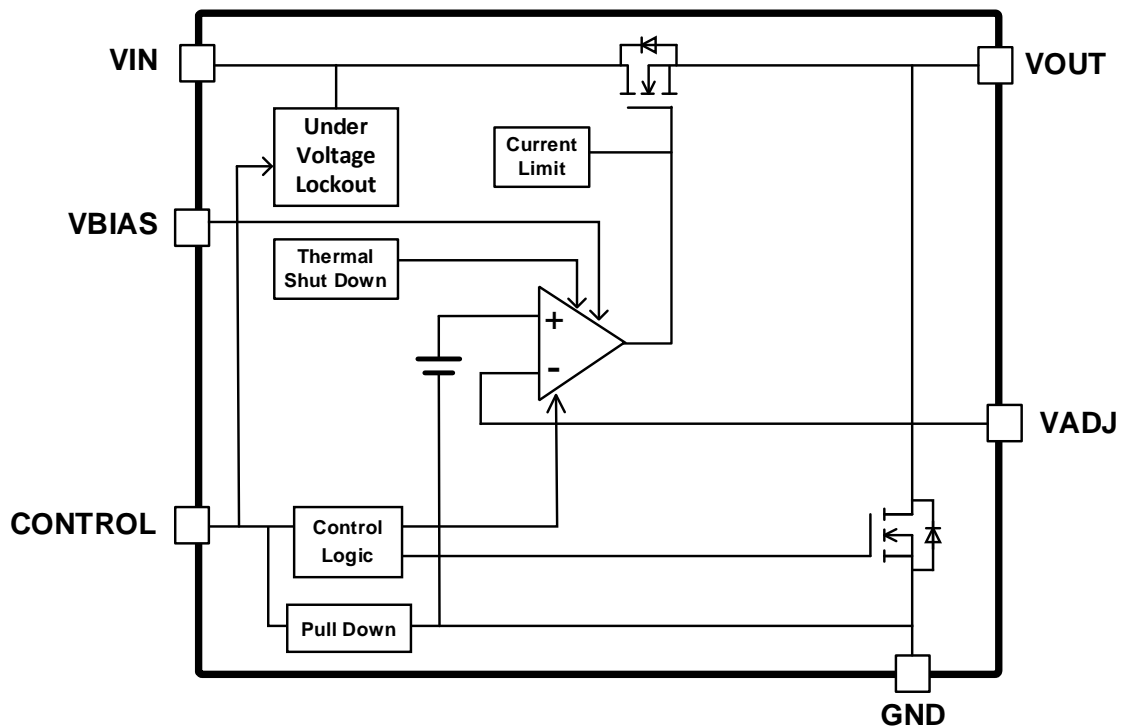 VIN
VOUT
Under
Voltage
Lockout
Current
Limit
VBIAS
Thermal
Shut Down
+
-
VADJ
CONTROL
Control
Logic
Pull Down
GND